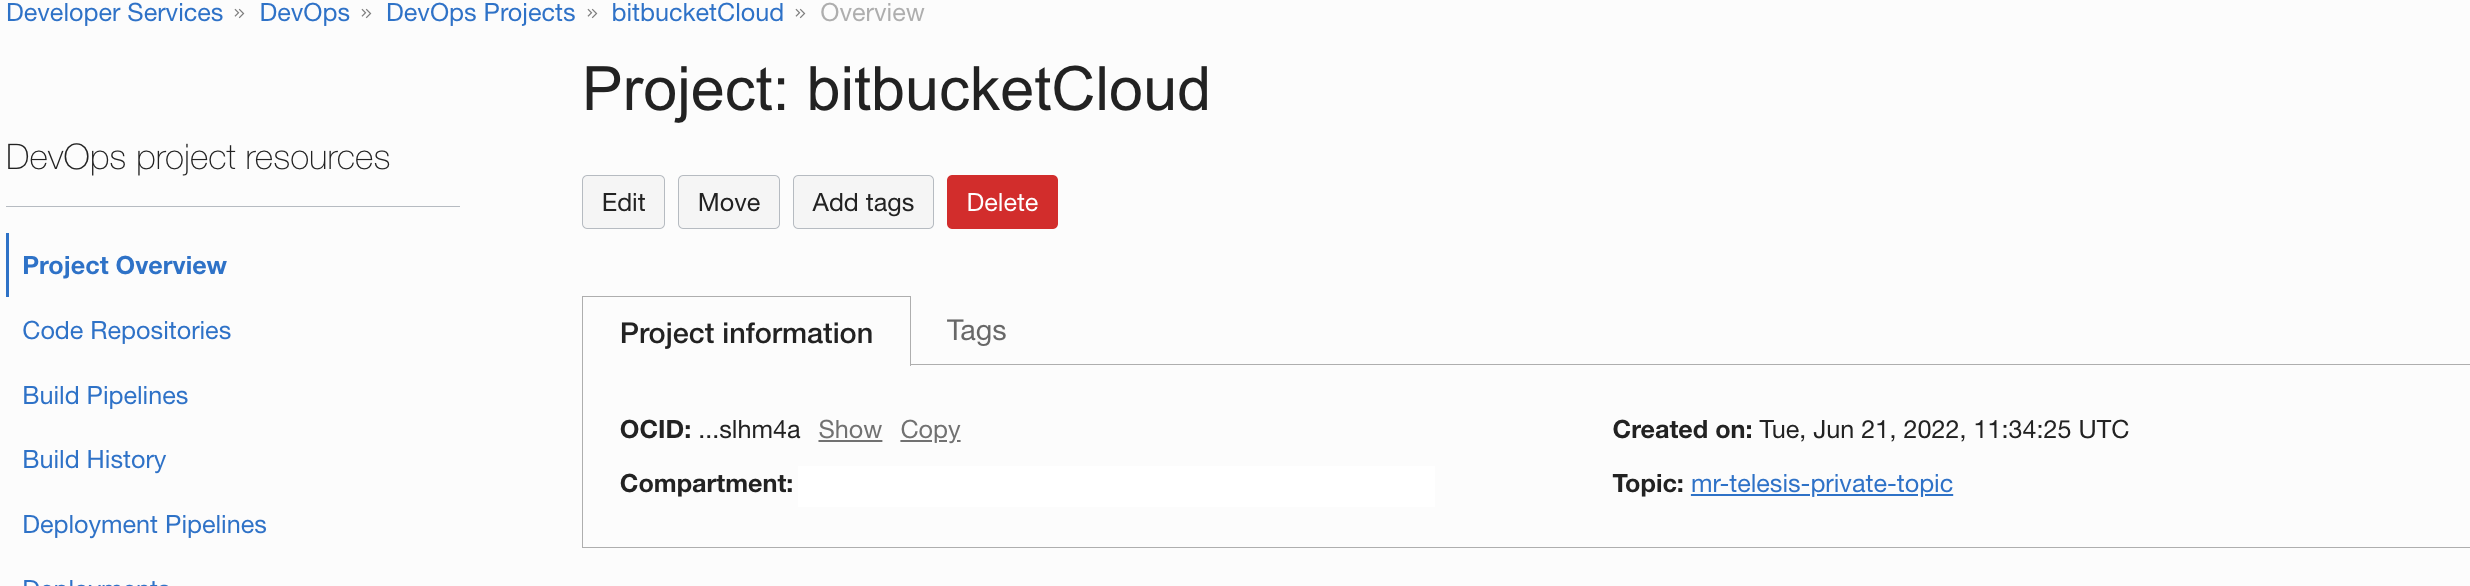 Developer Services » DevOps » DevOps Projects » bitbucketCloud » Overview
Project: bitbucketCloud
DevOps project resources
Edit Move Add tags Delete
Project Overview
Code Repositories
Build Pipelines
Build History
Deployment Pipelines
Deployments
Project information Tags
OCID: ...slhm4a Show Copy
Compartment:
Created on: Tue, Jun 21, 2022, 11:34:25 UTC
Topic: mr-telesis-private-topic